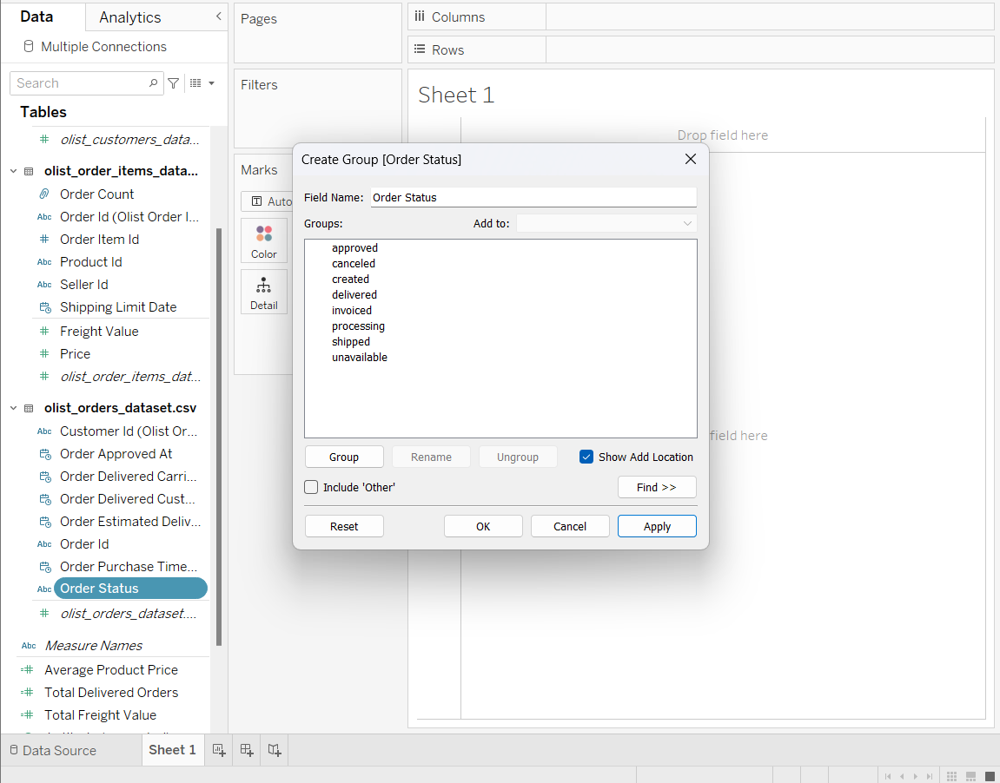 Data
Analytics
Multiple Connections
Search
Tables
olist_customers_data...
olist_order_items_data...
Order Count
Abc Order Id (Olist Order I...
Order Item Id
Abc Product Id
Abc Seller Id
Shipping Limit Date
Freight Value
Price
olist_order_items_dat...
olist_orders_dataset.csv
Abc Customer Id (Olist Or...
Order Approved At
Order Delivered Carri...
Order Delivered Cust...
Order Estimated Deliv...
Abc Order Id
Order Purchase Time...
Abc Order Status
olist_orders_dataset....
Abc Measure Names
Average Product Price
Total Delivered Orders
Total Freight Value
Pages
Filters
Marks
Auto
Color
Detail
Columns
Rows
Sheet 1
Drop field here
field here
Create Group [Order Status]
Field Name: Order Status
Groups: Add to:
approved
canceled
created
delivered
invoiced
processing
shipped
unavailable
Group Rename Ungroup Show Add Location
Include 'Other' Find >>
Reset OK Cancel Apply
Data Source Sheet 1